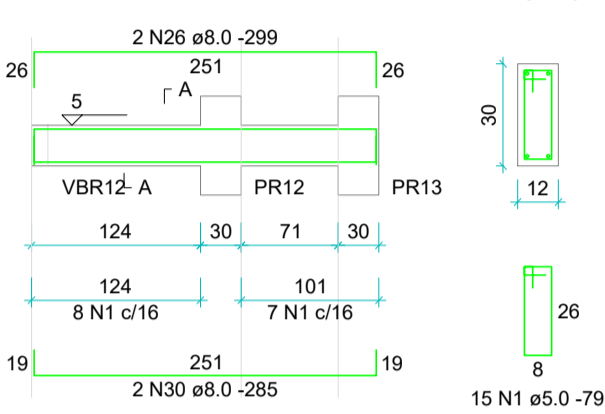 2 N26 ø8.0 -299
26 251 26
A
5
VBR12 A PR12 PR13
124 30 71 30
124 101
8 N1 c/16 7 N1 c/16
19 251 19
2 N30 ø8.0 -285
30
12
26
8
15 N1 ø5.0 -79